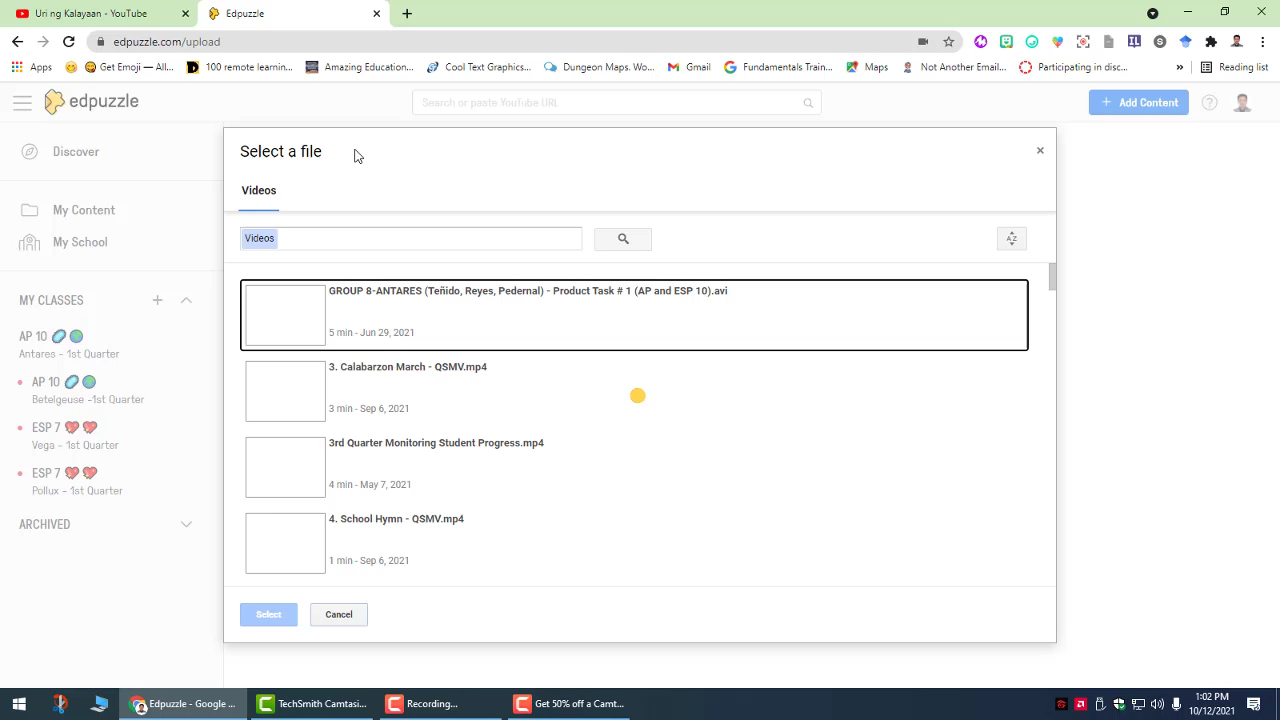 Uri ng Kalayaan - YouTube
Edpuzzle
edpuzzle.com/upload
Apps
Get Emoji — All...
100 remote learnin...
Amazing Education...
Cool Text Graphics...
Dungeon Maps. Wo...
Gmail
Fundamentals Train...
Maps
Not Another Email...
Participating in disc...
»
Reading list
edpuzzle
Search or paste YouTube URL
+ Add Content
?
Discover
My Content
My School
MY CLASSES
AP 10
Antares - 1st Quarter
AP 10
Betelgeuse -1st Quarter
ESP 7
Vega - 1st Quarter
ESP 7
Pollux - 1st Quarter
ARCHIVED
Select a file
Videos
Videos
AZ
GROUP 8-ANTARES (Teñido, Reyes, Pedernal) - Product Task # 1 (AP and ESP 10).avi
5 min - Jun 29, 2021
3. Calabarzon March - QSMV.mp4
3 min - Sep 6, 2021
3rd Quarter Monitoring Student Progress.mp4
4 min - May 7, 2021
4. School Hymn - QSMV.mp4
1 min - Sep 6, 2021
Select
Cancel
Edpuzzle - Google ...
TechSmith Camtasi...
Recording...
Get 50% off a Camt...
1:02 PM
10/12/2021